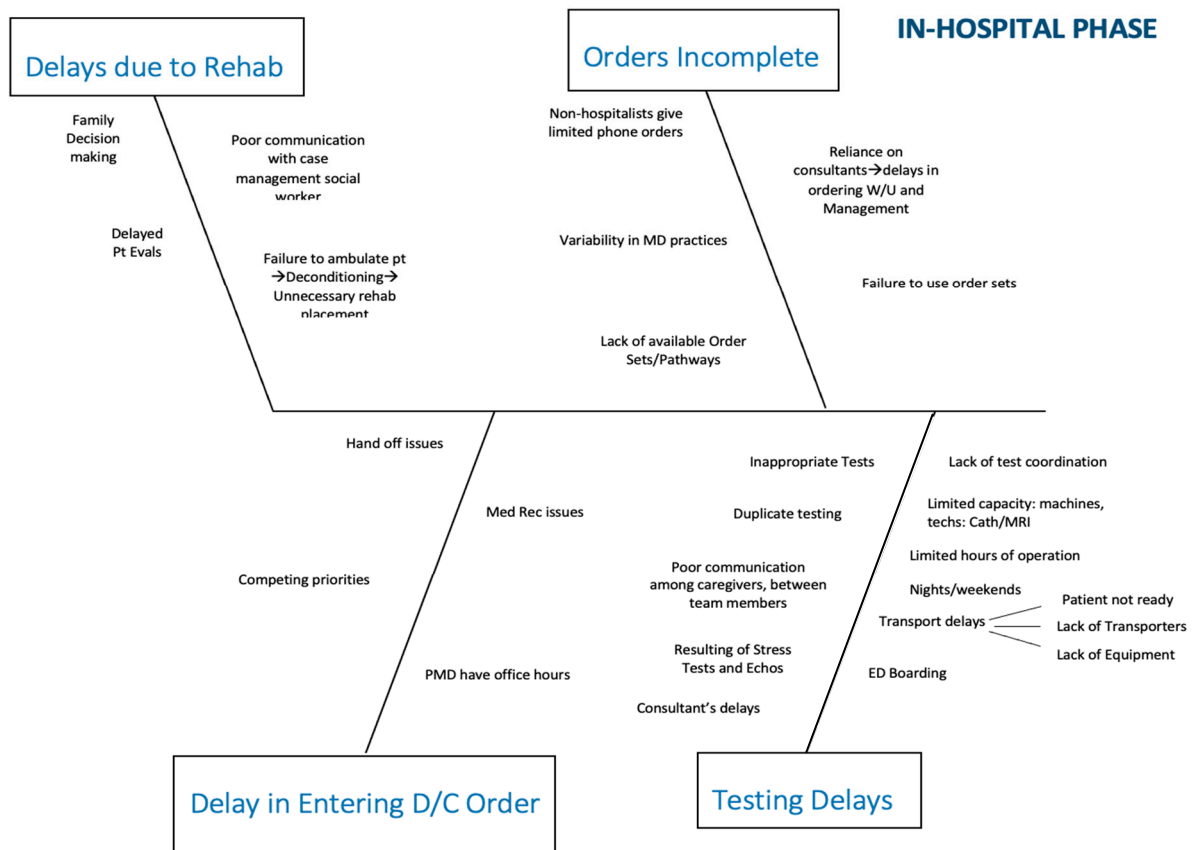 IN-HOSPITAL PHASE
Delays due to Rehab
Orders Incomplete
Family
Decision
making
Poor communication
with case
management social
worker
Delayed
Pt Evals
Failure to ambulate pt
→Deconditioning→
Unnecessary rehab
placement
Non-hospitalists give
limited phone orders
Reliance on
consultants→delays in
ordering W/U and
Management
Variability in MD practices
Failure to use order sets
Lack of available Order
Sets/Pathways
Hand off issues
Med Rec issues
Competing priorities
PMD have office hours
Delay in Entering D/C Order
Inappropriate Tests
Duplicate testing
Poor communication
among caregivers, between
team members
Resulting of Stress
Tests and Echos
Consultant's delays
Lack of test coordination
Limited capacity: machines,
techs: Cath/MRI
Limited hours of operation
Nights/weekends
Transport delays
Patient not ready
Lack of Transporters
Lack of Equipment
ED Boarding
Testing Delays